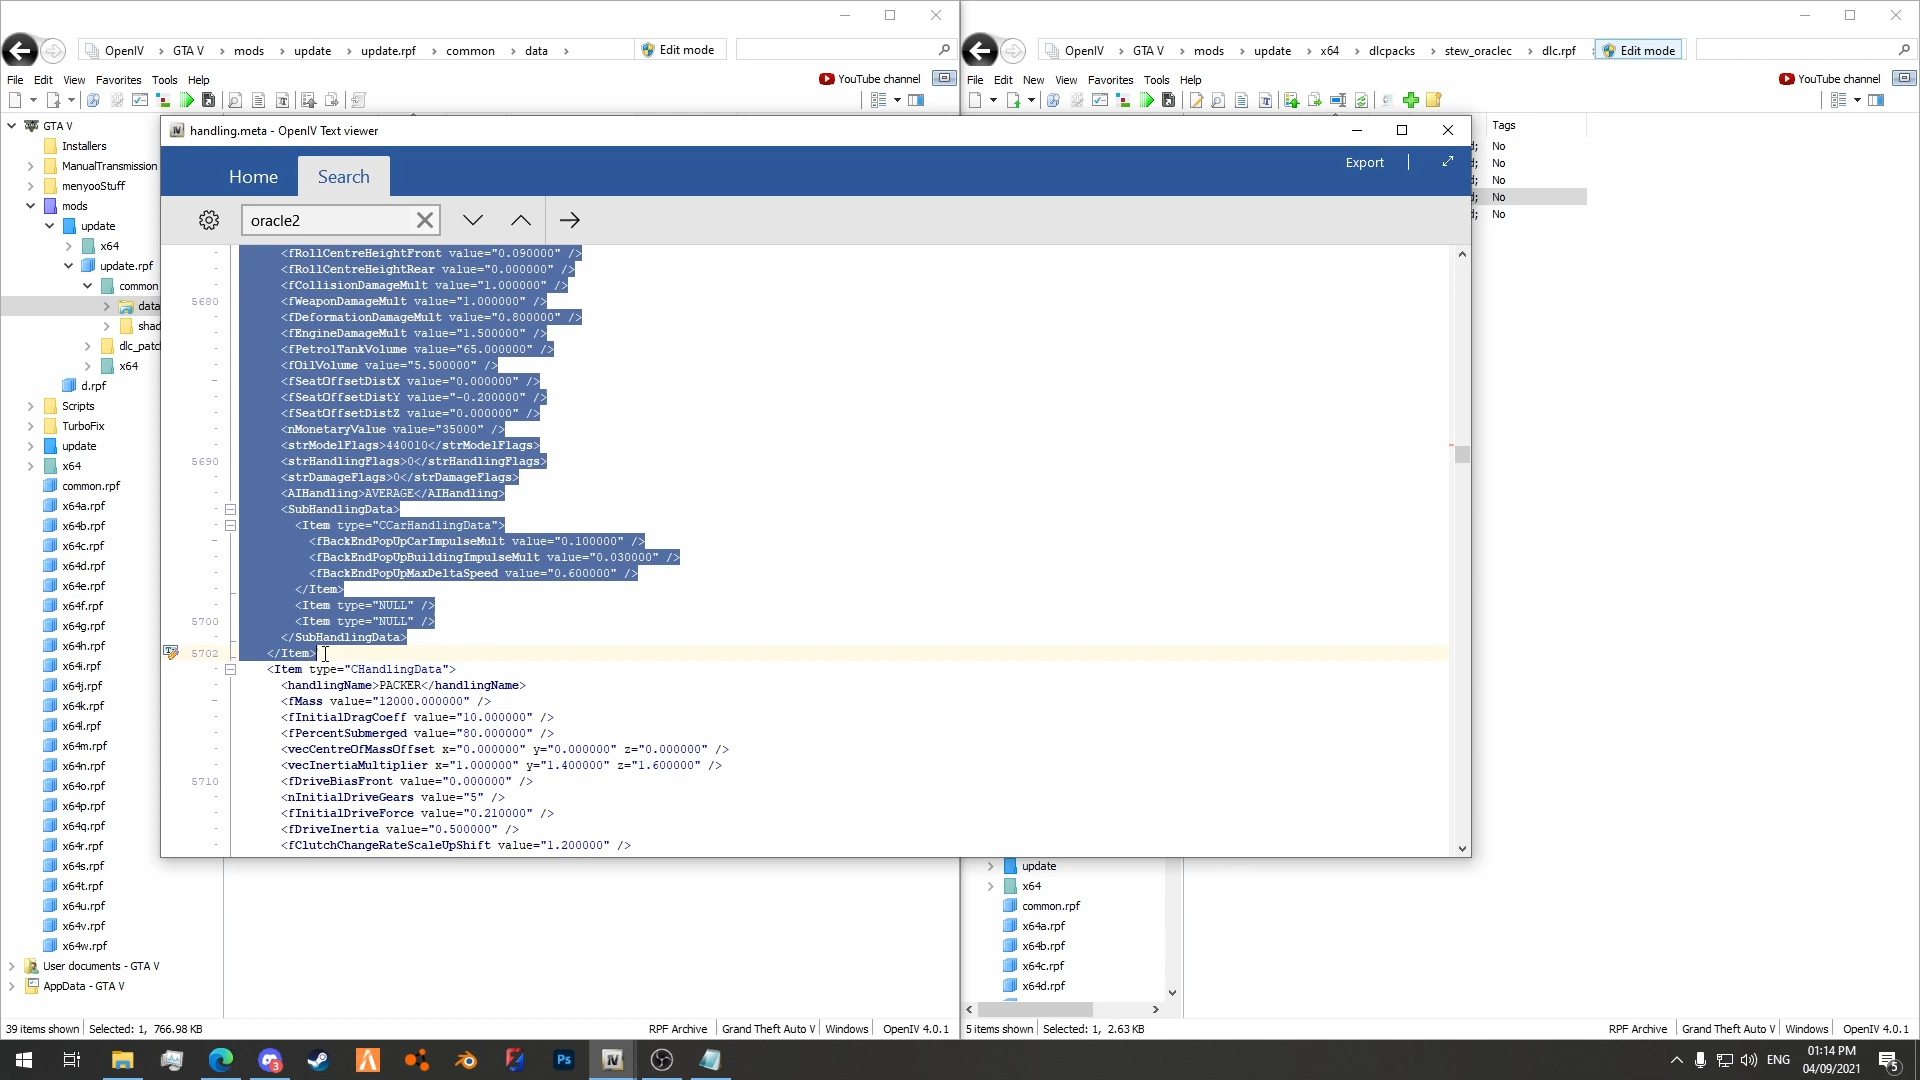 OpenIV › GTA V › mods › update › update.rpf › common › data › Edit mode
File Edit View Favorites Tools Help
YouTube channel
GTA V
Installers
ManualTransmission
menyooStuff
mods
update
x64
update.rpf
common
data
shad
dlc_patc
x64
d.rpf
Scripts
TurboFix
update
x64
common.rpf
x64a.rpf
x64b.rpf
x64c.rpf
x64d.rpf
x64e.rpf
x64f.rpf
x64g.rpf
x64h.rpf
x64i.rpf
x64j.rpf
x64k.rpf
x64l.rpf
x64m.rpf
x64n.rpf
x64o.rpf
x64p.rpf
x64q.rpf
x64r.rpf
x64s.rpf
x64t.rpf
x64u.rpf
x64v.rpf
x64w.rpf
User documents - GTA V
AppData - GTA V
39 items shown Selected: 1, 766.98 KB RPF Archive Grand Theft Auto V Windows OpenIV 4.0.1
handling.meta - OpenIV Text viewer
Home Search Export
oracle2
<fRollCentreHeightFront value="0.090000" />
<fRollCentreHeightRear value="0.000000" />
<fCollisionDamageMult value="1.000000" />
5680 <fWeaponDamageMult value="1.000000" />
<fDeformationDamageMult value="0.800000" />
<fEngineDamageMult value="1.500000" />
<fPetrolTankVolume value="65.000000" />
<fOilVolume value="5.500000" />
<fSeatOffsetDistX value="0.000000" />
<fSeatOffsetDistY value="-0.200000" />
<fSeatOffsetDistZ value="0.000000" />
<nMonetaryValue value="35000" />
<strModelFlags>440010</strModelFlags>
5690 <strHandlingFlags>0</strHandlingFlags>
<strDamageFlags>0</strDamageFlags>
<AIHandling>AVERAGE</AIHandling>
<SubHandlingData>
<Item type="CCarHandlingData">
<fBackEndPopUpCarImpulseMult value="0.100000" />
<fBackEndPopUpBuildingImpulseMult value="0.030000" />
<fBackEndPopUpMaxDeltaSpeed value="0.600000" />
</Item>
<Item type="NULL" />
5700 <Item type="NULL" />
</SubHandlingData>
5702 </Item>
<Item type="CHandlingData">
<handlingName>PACKER</handlingName>
<fMass value="12000.000000" />
<fInitialDragCoeff value="10.000000" />
<fPercentSubmerged value="80.000000" />
<vecCentreOfMassOffset x="0.000000" y="0.000000" z="0.000000" />
<vecInertiaMultiplier x="1.000000" y="1.400000" z="1.600000" />
5710 <fDriveBiasFront value="0.000000" />
<nInitialDriveGears value="5" />
<fInitialDriveForce value="0.210000" />
<fDriveInertia value="0.500000" />
<fClutchChangeRateScaleUpShift value="1.200000" />
OpenIV › GTA V › mods › update › x64 › dlcpacks › stew_oraclec › dlc.rpf › Edit mode
File Edit New View Favorites Tools Help
YouTube channel
Tags
d; No
d; No
d; No
d; No
d; No
update
x64
common.rpf
x64a.rpf
x64b.rpf
x64c.rpf
x64d.rpf
5 items shown Selected: 1, 2.63 KB RPF Archive Grand Theft Auto V Windows OpenIV 4.0.1
3
Ps
IV
ENG
01:14 PM
04/09/2021
5